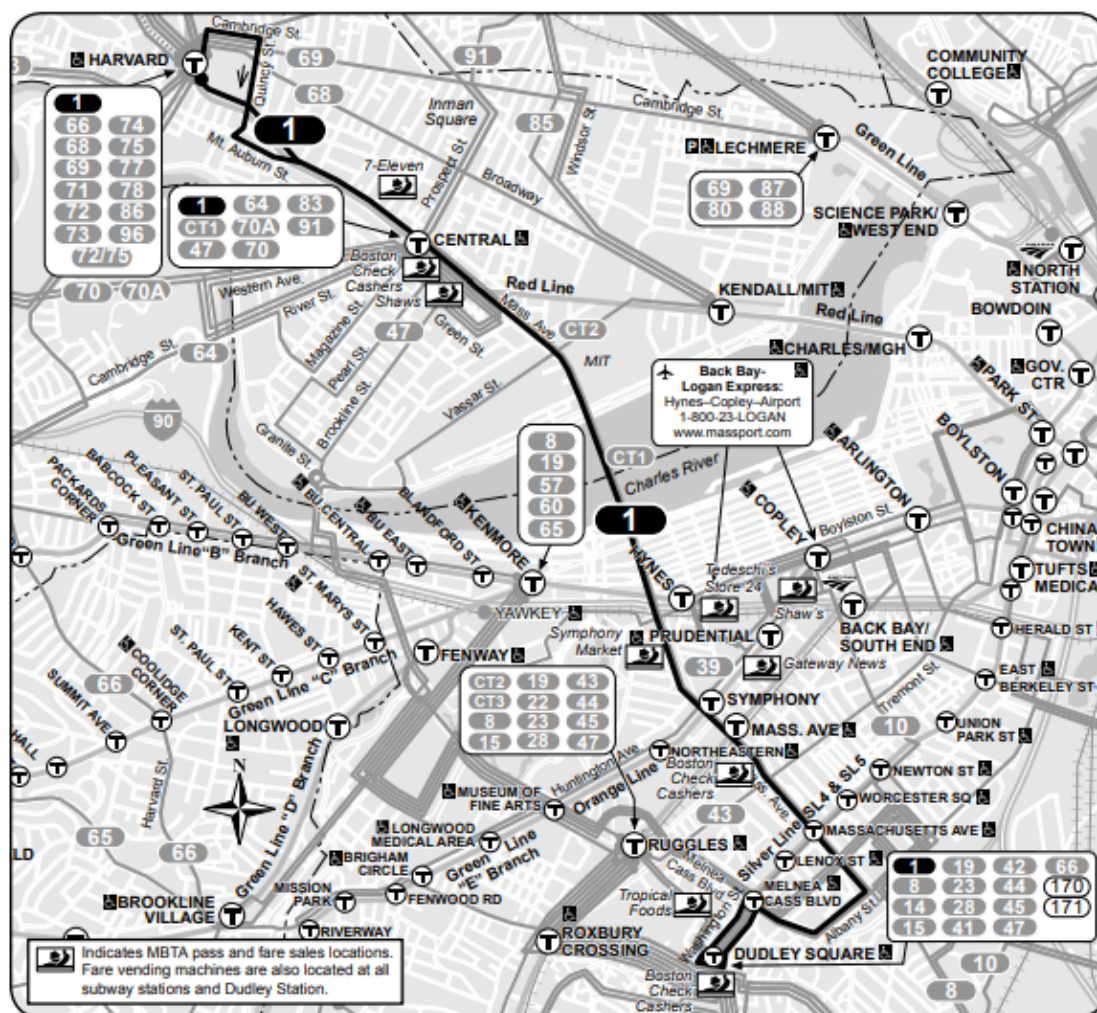 Cambridge St.
HARVARD
Quincy St.
69
91
68
COMMUNITY
COLLEGE
1
66 74
68 75
69 77
71 78
72 86
73 96
72/75
1
Inman
Square
85
Windsor St.
Cambridge St.
P LECHMERE
Green Line
Mt. Auburn St.
7-Eleven
Prospect St.
Broadway
69 87
80 88
SCIENCE PARK/
WEST END
1 64 83
CT1 70A 91
47 70
CENTRAL
NORTH
STATION
70 70A
Western Ave.
Boston
Check
Cashers
Shaws
Red Line
KENDALL/MIT
BOWDOIN
River St.
Mass. Ave
Red Line
Magazine St.
47
Green St.
CT2
CHARLES/MGH
64
Cambridge St.
Pearl St.
MIT
GOV.
CTR
PARK ST
Back Bay-
Logan Express:
Hynes–Copley–Airport
1-800-23-LOGAN
www.massport.com
90
Brookline St.
Vassar St.
BOYLSTON
Granite St.
8
19
57
60
65
CT1
Charles River
ARLINGTON
COPLEY
Boylston St.
PACKARDS
CORNER
BABCOCK ST
PLEASANT ST
ST. PAUL ST
BU WEST
BU CENTRAL
BU EAST
BLANDFORD ST
KENMORE
1
HYNES
CHINA
TOWN
Green Line "B" Branch
Tedeschi's
Store 24
TUFTS
MEDICA
ST. MARYS ST
YAWKEY
Shaw's
HAWES ST
Symphony
Market
PRUDENTIAL
BACK BAY/
SOUTH END
HERALD ST
KENT ST
ST. PAUL ST
FENWAY
39
Gateway News
COOLIDGE
CORNER
Green Line "C" Branch
66
SUMMIT AVE
CT2 19 43
CT3 22 44
8 23 45
15 28 47
SYMPHONY
Tremont St.
EAST
BERKELEY ST
HALL
LONGWOOD
MASS. AVE
10
UNION
PARK ST
N
NORTHEASTERN
Huntington Ave
Orange Line
Boston
Check
Cashers
NEWTON ST
Harvard St.
Green Line "D" Branch
MUSEUM OF
FINE ARTS
WORCESTER SQ
Silver Line SL4 & SL5
65
43
LONGWOOD
MEDICAL AREA
MASSACHUSETTS AVE
66
Green Line
"E" Branch
RUGGLES
LD
BRIGHAM
CIRCLE
Melnea
Cass Blvd
LENOX ST
1 19 42 66
8 23 44 170
14 28 45 171
15 41 47
MISSION
PARK
FENWOOD RD
Tropical
Foods
MELNEA
CASS BLVD
BROOKLINE
VILLAGE
Albany St.
RIVERWAY
ROXBURY
CROSSING
Washington St
DUDLEY SQUARE
Indicates MBTA pass and fare sales locations.
Fare vending machines are also located at all
subway stations and Dudley Station.
Boston
Check
Cashers
10
8